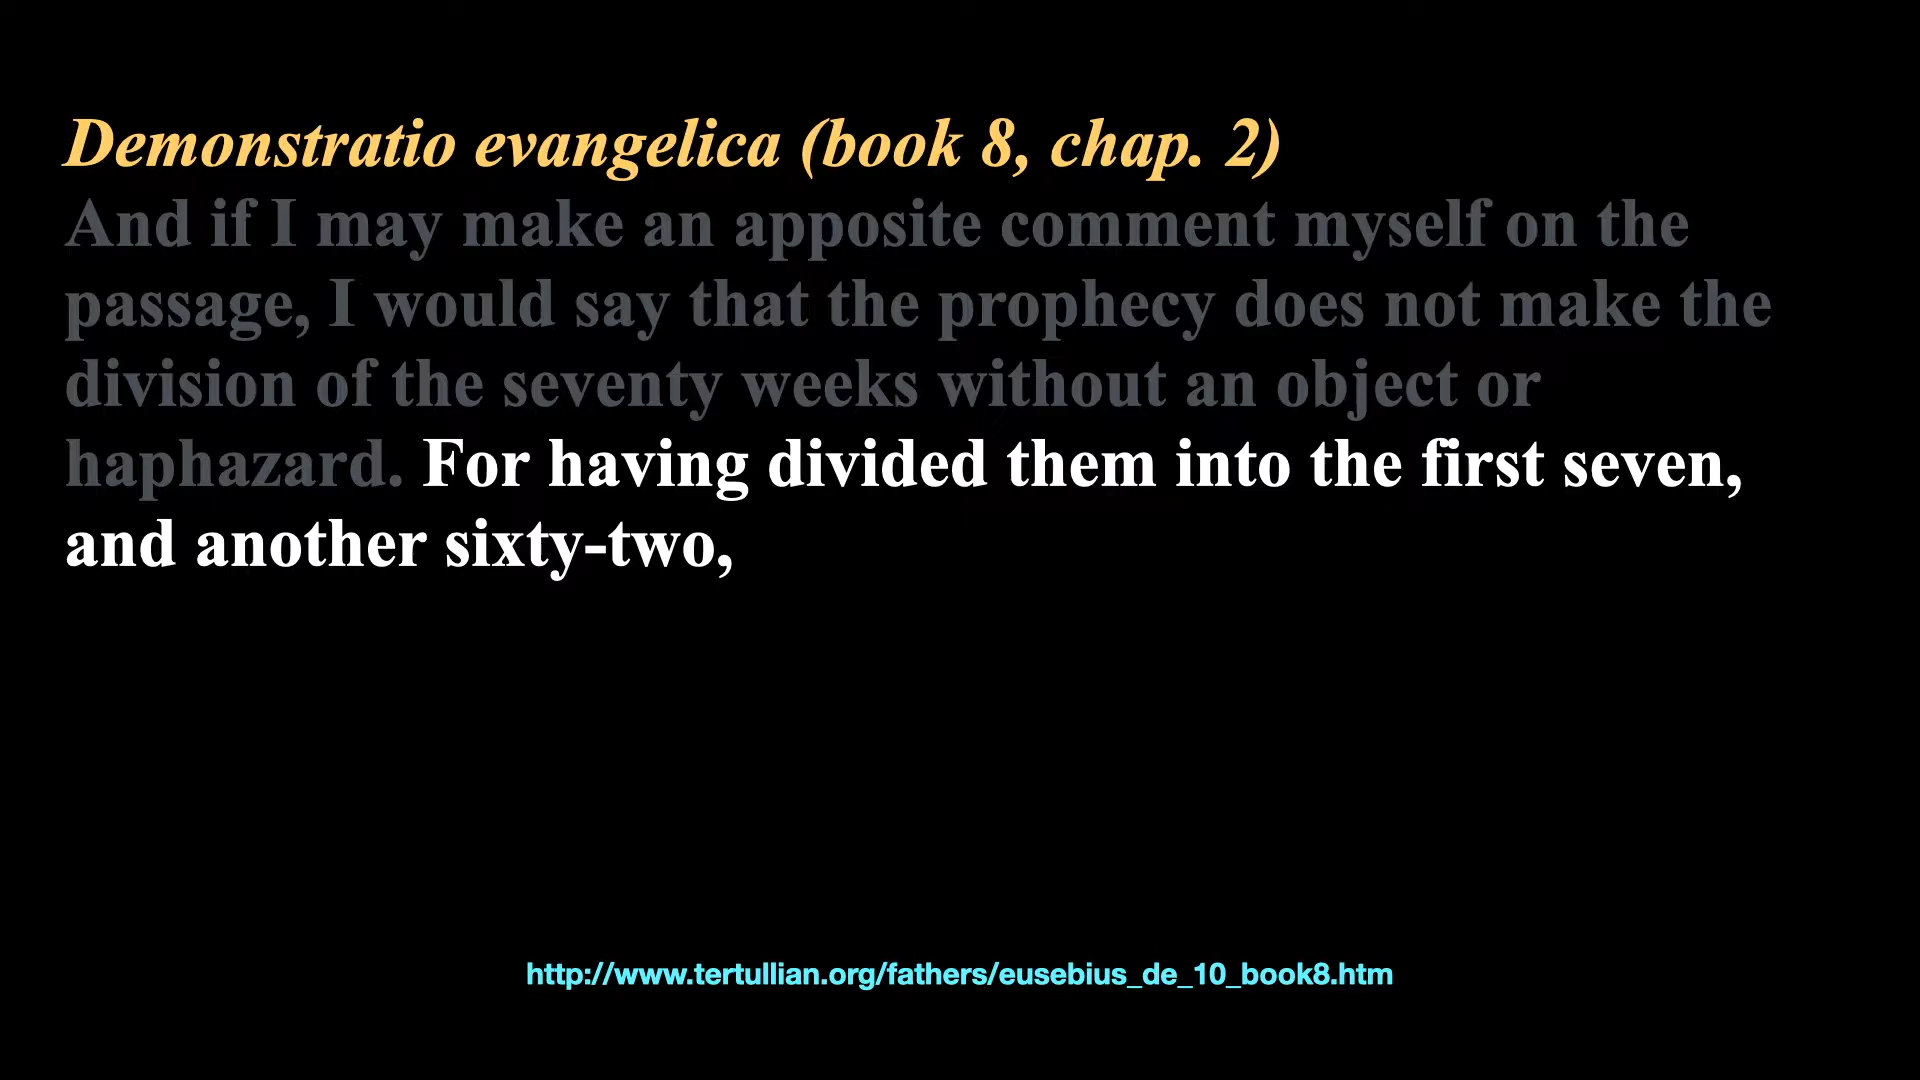 Demonstratio evangelica (book 8, chap. 2)
And if I may make an apposite comment myself on the
passage, I would say that the prophecy does not make the
division of the seventy weeks without an object or
haphazard. For having divided them into the first seven,
and another sixty-two,
http://www.tertullian.org/fathers/eusebius_de_10_book8.htm